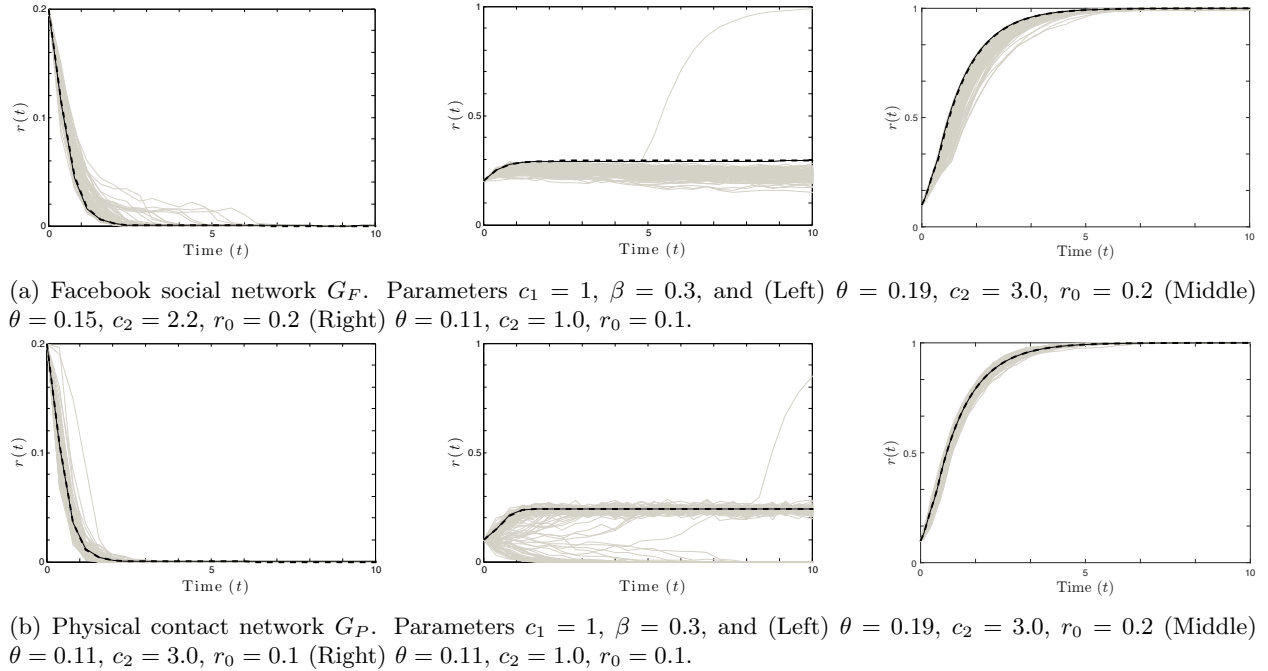 0.2
0.1
0
0
5
10
r(t)
Time (t)
1
0.5
0
0
5
10
r(t)
Time (t)
1
0.5
0
0
5
10
r(t)
Time (t)
(a) Facebook social network G_F. Parameters c_1 = 1, β = 0.3, and (Left) θ = 0.19, c_2 = 3.0, r_0 = 0.2 (Middle)
θ = 0.15, c_2 = 2.2, r_0 = 0.2 (Right) θ = 0.11, c_2 = 1.0, r_0 = 0.1.
0.2
0.1
0
0
5
10
r(t)
Time (t)
1
0.5
0
0
5
10
r(t)
Time (t)
1
0.5
0
0
5
10
r(t)
Time (t)
(b) Physical contact network G_P. Parameters c_1 = 1, β = 0.3, and (Left) θ = 0.19, c_2 = 3.0, r_0 = 0.2 (Middle)
θ = 0.11, c_2 = 3.0, r_0 = 0.1 (Right) θ = 0.11, c_2 = 1.0, r_0 = 0.1.